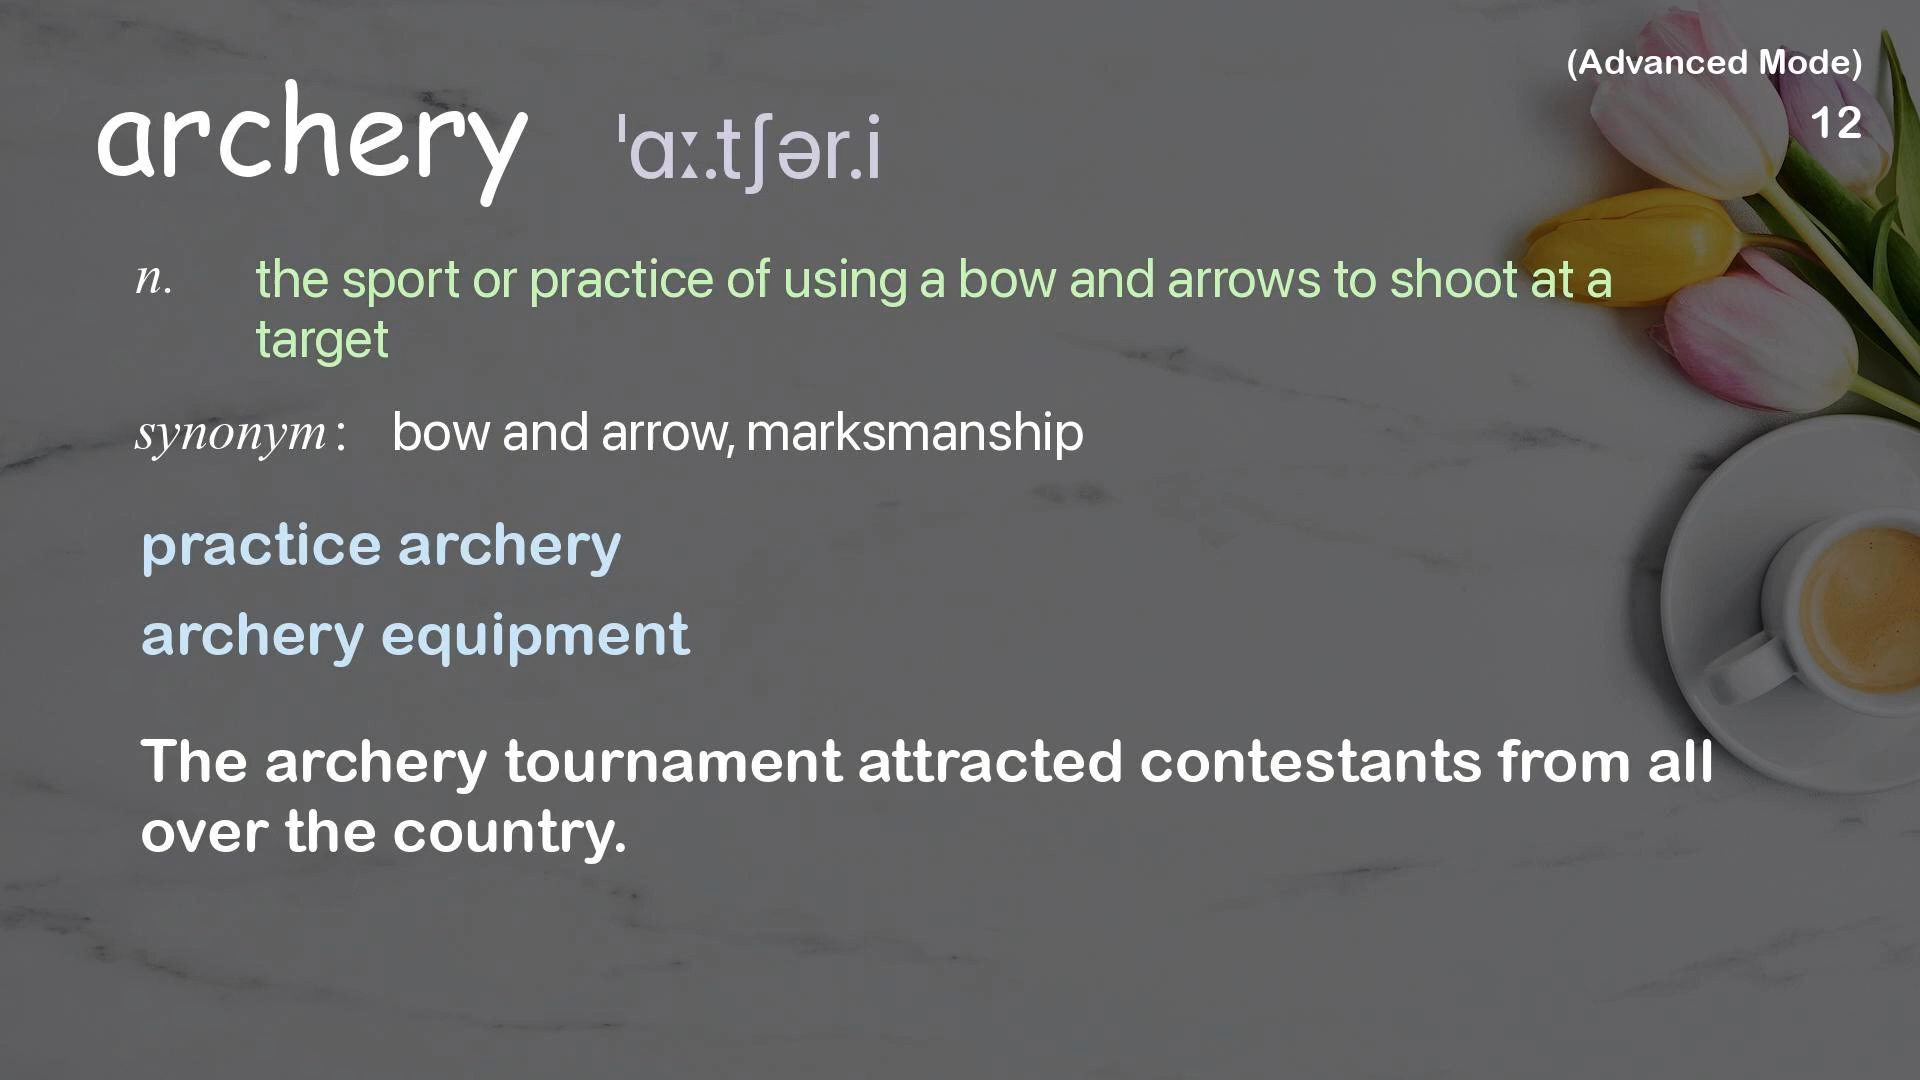 (Advanced Mode)
12
archery ˈɑː.tʃər.i
n. the sport or practice of using a bow and arrows to shoot at a
target
synonym: bow and arrow, marksmanship
practice archery
archery equipment
The archery tournament attracted contestants from all
over the country.